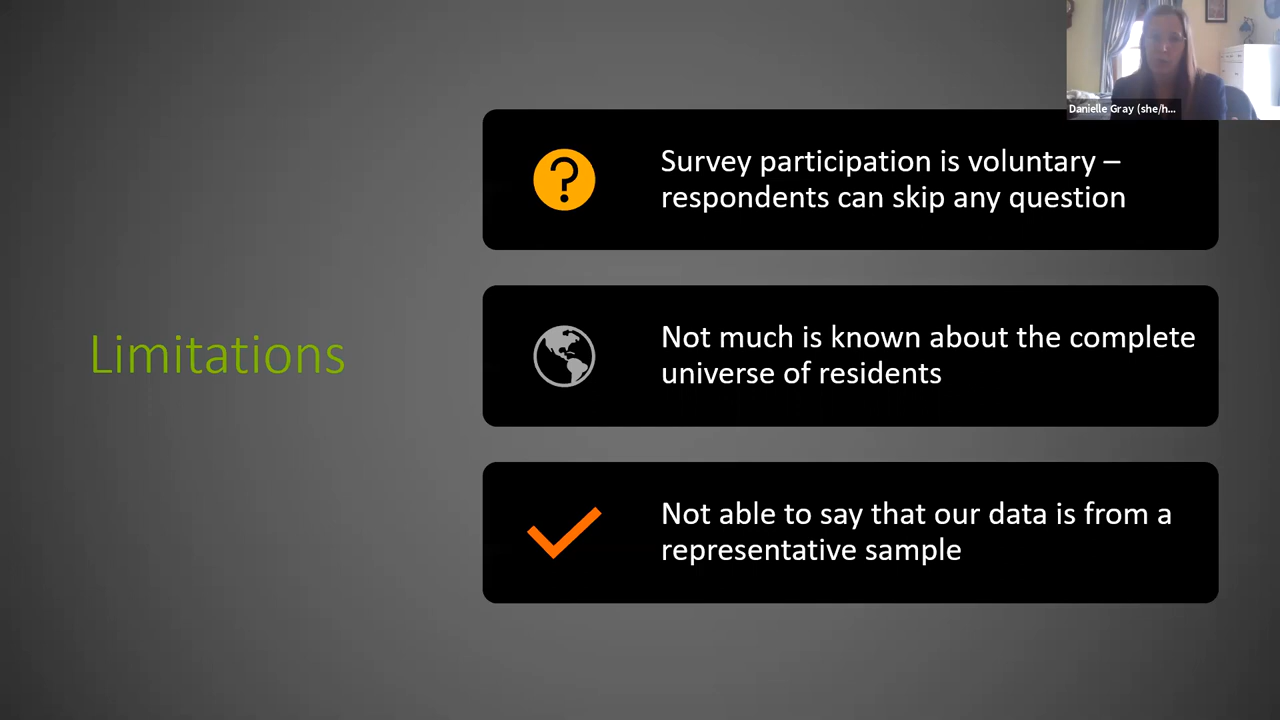 Danielle Gray (she/h...
Survey participation is voluntary –
respondents can skip any question
Limitations
Not much is known about the complete
universe of residents
Not able to say that our data is from a
representative sample